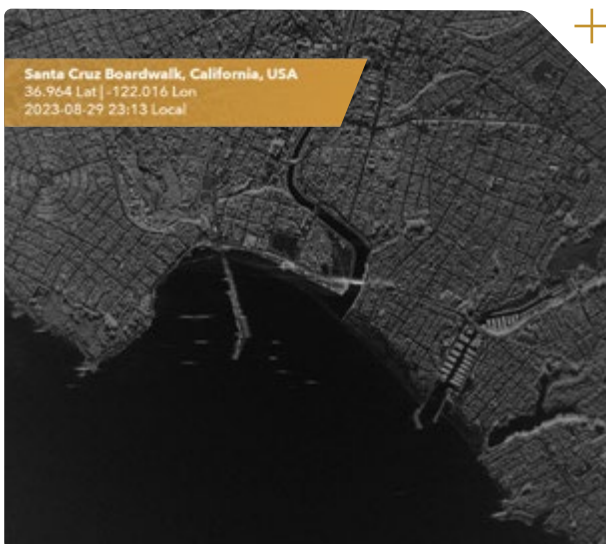 Santa Cruz Boardwalk, California, USA
36.964 Lat | -122.016 Lon
2023-08-29 23:13 Local